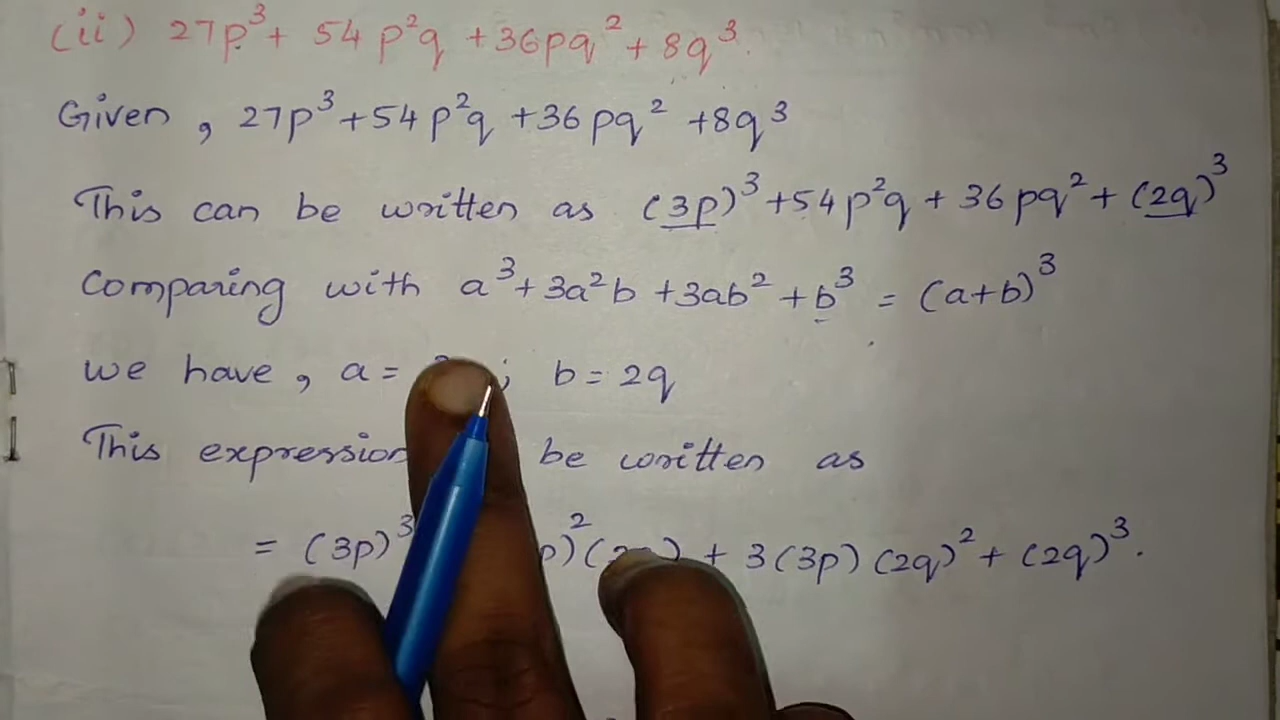 (ii) 27p³ + 54p²q + 36pq² + 8q³.
Given, 27p³ + 54p²q + 36pq² + 8q³
This can be written as (3p)³ + 54p²q + 36pq² + (2q)³
Comparing with a³ + 3a²b + 3ab² + b³ = (a+b)³
we have, a = ; b = 2q
This expression be written as
= (3p)³ p)² ( ) + 3(3p)(2q)² + (2q)³.